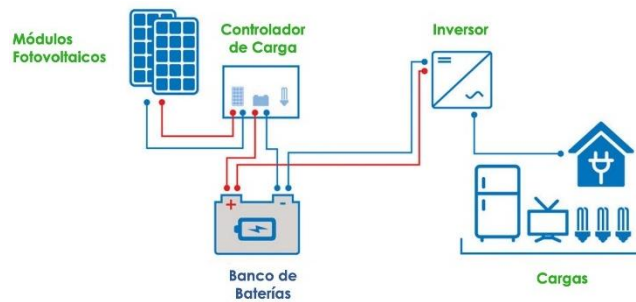 Módulos
Fotovoltaicos
Controlador
de Carga
Inversor
+
-
Banco de
Baterías
Cargas